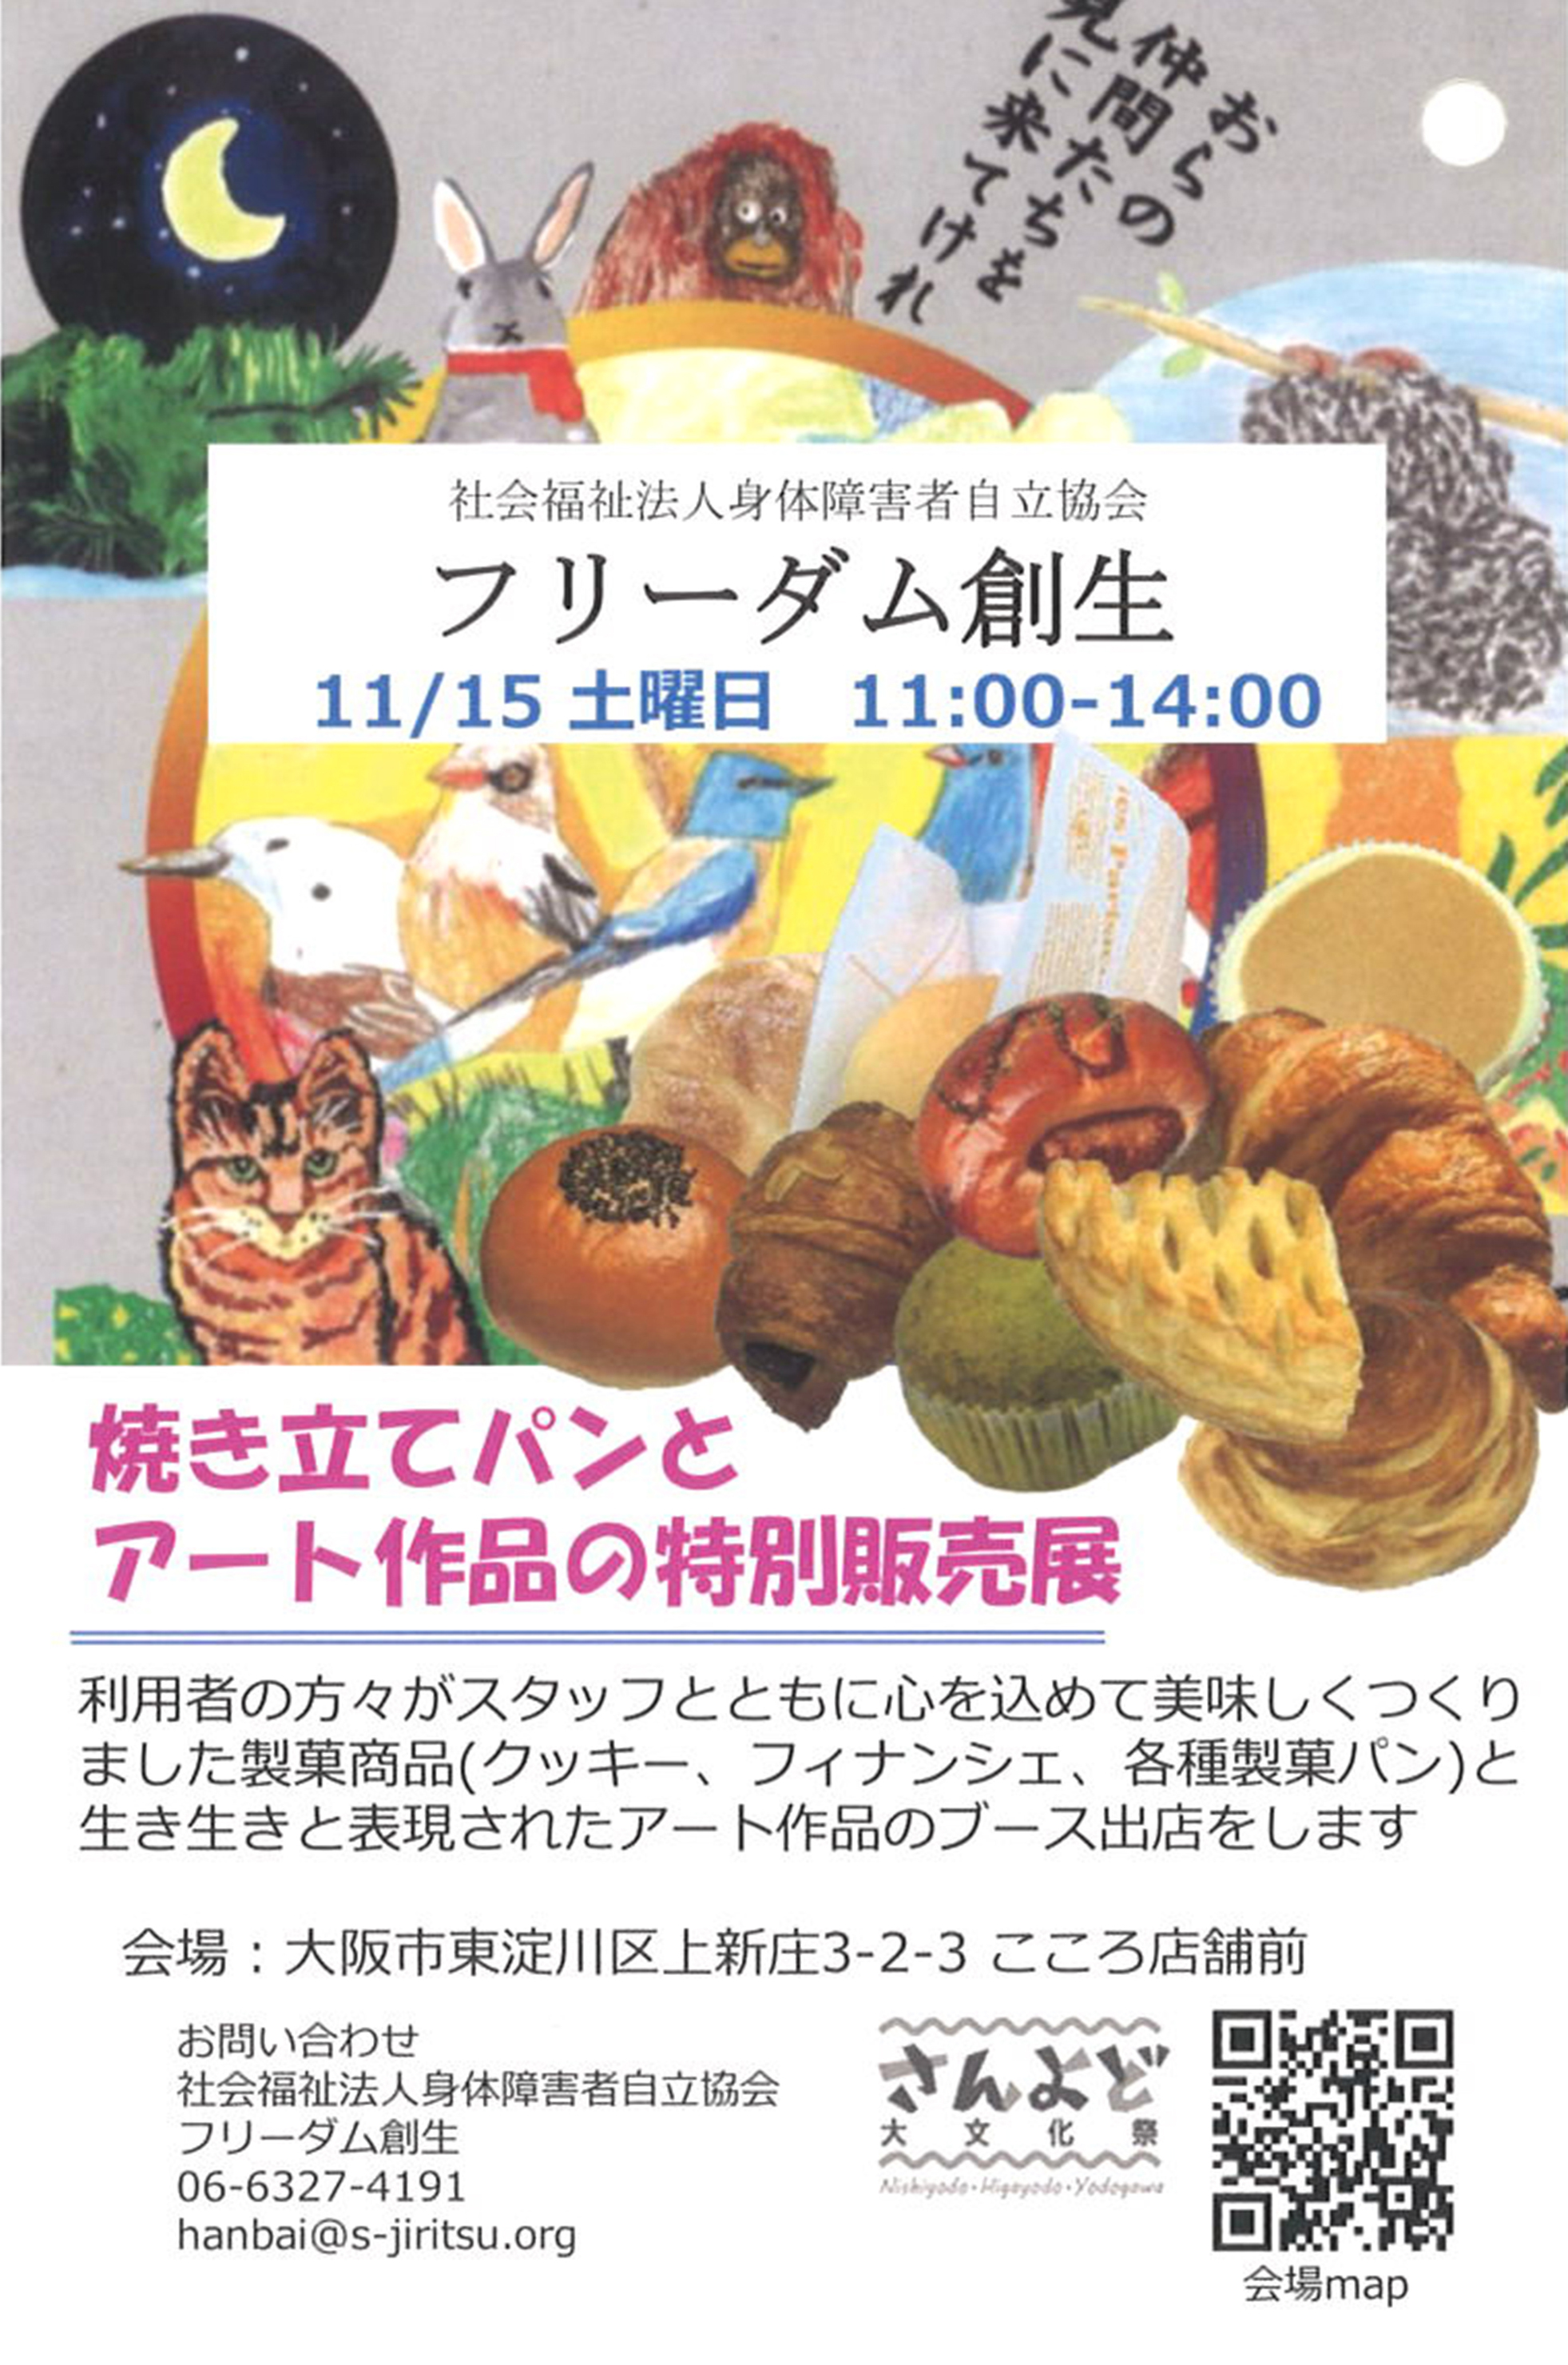 おらの
仲間たちを
見に来てけれ
社会福祉法人身体障害者自立協会
フリーダム創生
11/15 土曜日 11:00-14:00
焼き立てパンと
アート作品の特別販売展
利用者の方々がスタッフとともに心を込めて美味しくつくり
ました製菓商品(クッキー、フィナンシェ、各種製菓パン)と
生き生きと表現されたアート作品のブース出店をします
会場：大阪市東淀川区上新庄3-2-3 こころ店舗前
お問い合わせ
社会福祉法人身体障害者自立協会
フリーダム創生
06-6327-4191
hanbai@s-jiritsu.org
さんよど
大文化祭
Nishiyodo・Higayodo・Yodogawa
会場map